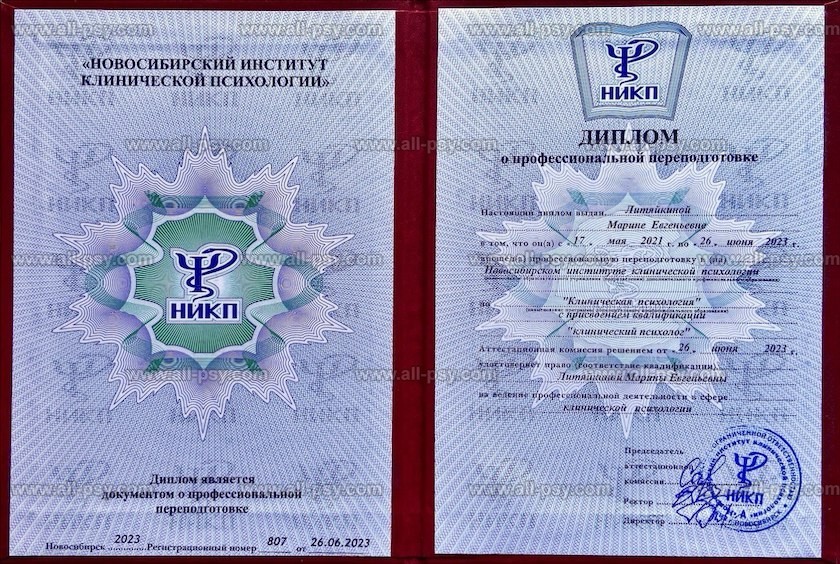 «НОВОСИБИРСКИЙ ИНСТИТУТ
КЛИНИЧЕСКОЙ ПСИХОЛОГИИ»
НИКП
Диплом является
документом о профессиональной
переподготовке
Новосибирск 2023 Регистрационный номер 807 от 26.06.2023
НИКП
ДИПЛОМ
о профессиональной переподготовке
Настоящий диплом выдан Литяйкиной
Марине Евгеньевне
в том, что он(а) с «17» мая 2021 г. по «26» июня 2023 г.
прошел(а) профессиональную переподготовку в (на)
Новосибирском институте клинической психологии
по "Клиническая психология"
с присвоением квалификации
"клинический психолог"
Аттестационная комиссия решением от «26» июня 2023 г.
удостоверяет право (соответствие квалификации)
Литяйкиной Марины Евгеньевны
на ведение профессиональной деятельности в сфере
клинической психологии
Председатель
аттестационной
комиссии
Ректор
Директор
НИКП
www.all-psy.com